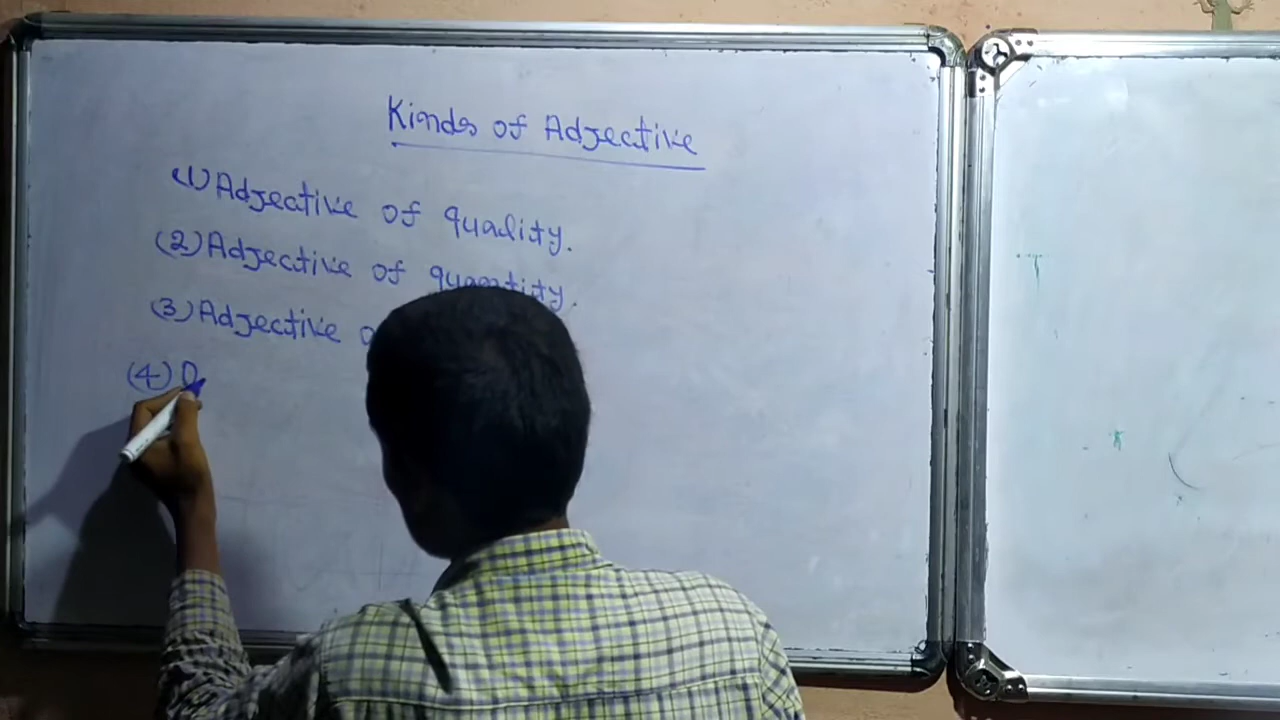 Kinds of Adjective
(1) Adjective of quality.
(2) Adjective of quantity.
(3) Adjective
(4) D